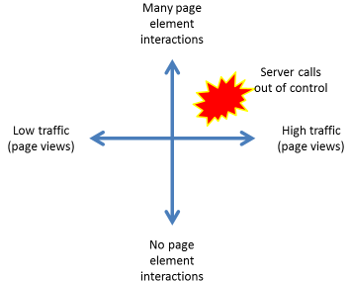 Many page
element
interactions
Server calls
out of control
Low traffic
(page views)
High traffic
(page views)
No page
element
interactions